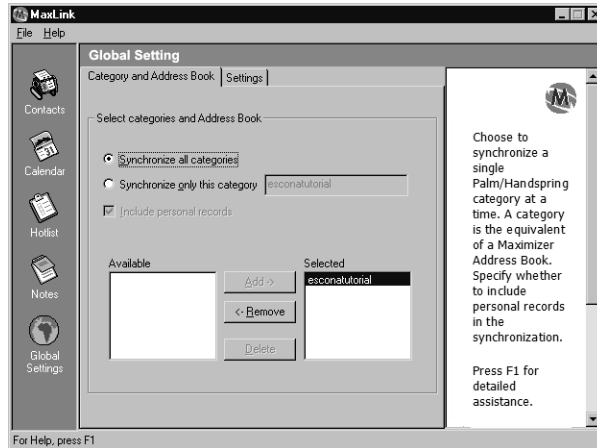 MaxLink
File Help
Global Setting
Category and Address Book
Settings
Contacts
Calendar
Hotlist
Notes
Global
Settings
Select categories and Address Book
Synchronize all categories
Synchronize only this category
esconatutorial
Include personal records
Available
Selected
Add ->
<- Remove
Delete
esconatutorial
M
Choose to
synchronize a
single
Palm/Handspring
category at a
time. A category
is the equivalent
of a Maximizer
Address Book.
Specify whether
to include
personal records
in the
synchronization.
Press F1 for
detailed
assistance.
For Help, press F1